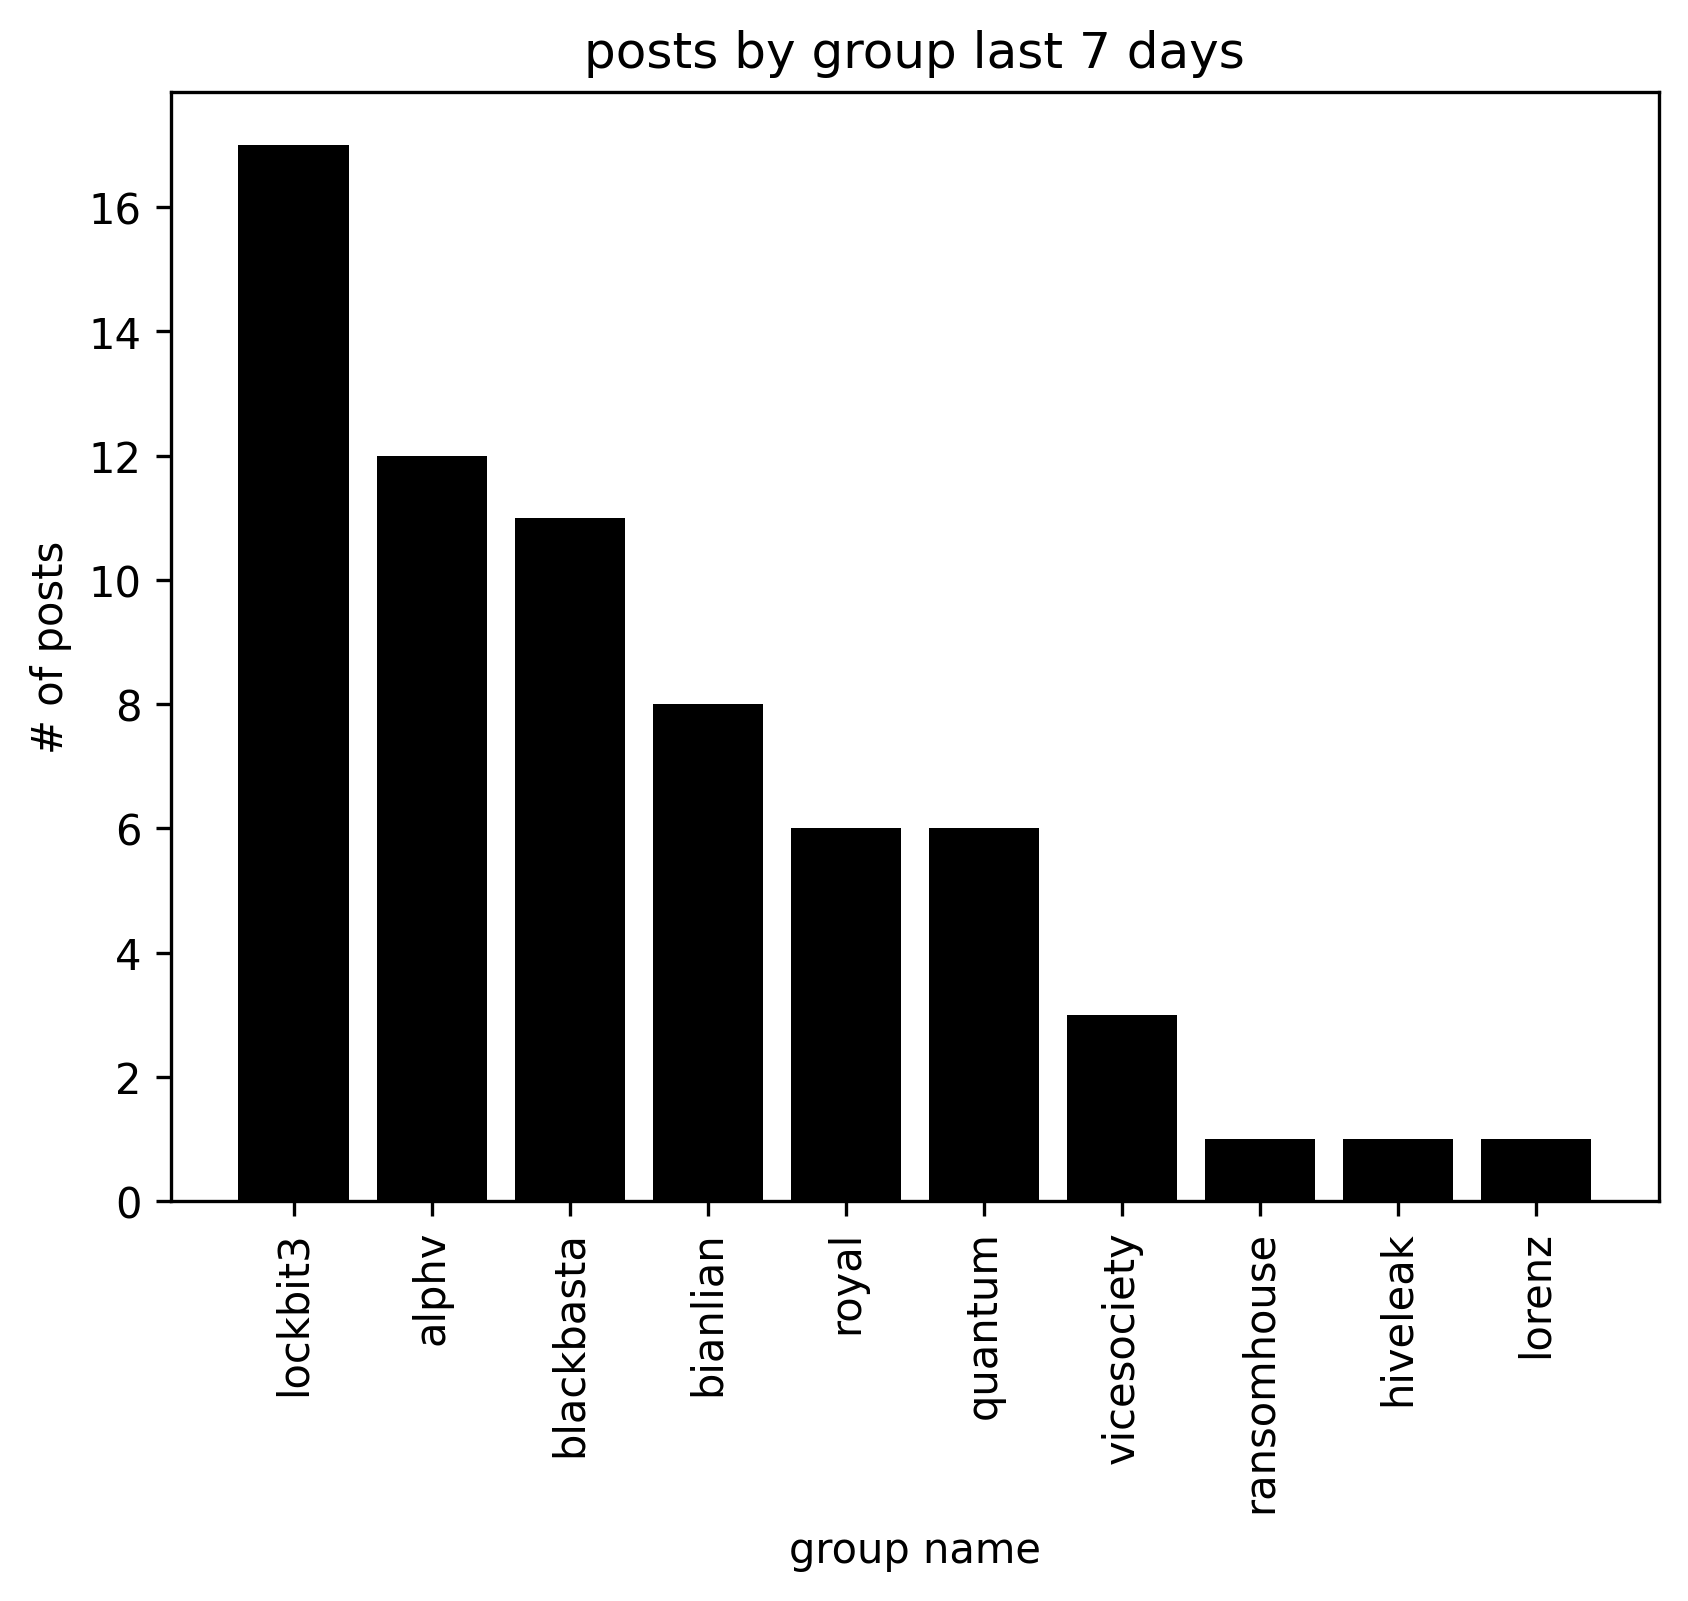 posts by group last 7 days
# of posts
16
14
12
10
8
6
4
2
0
lockbit3
alphv
blackbasta
bianlian
royal
quantum
vicesociety
ransomhouse
hiveleak
lorenz
group name